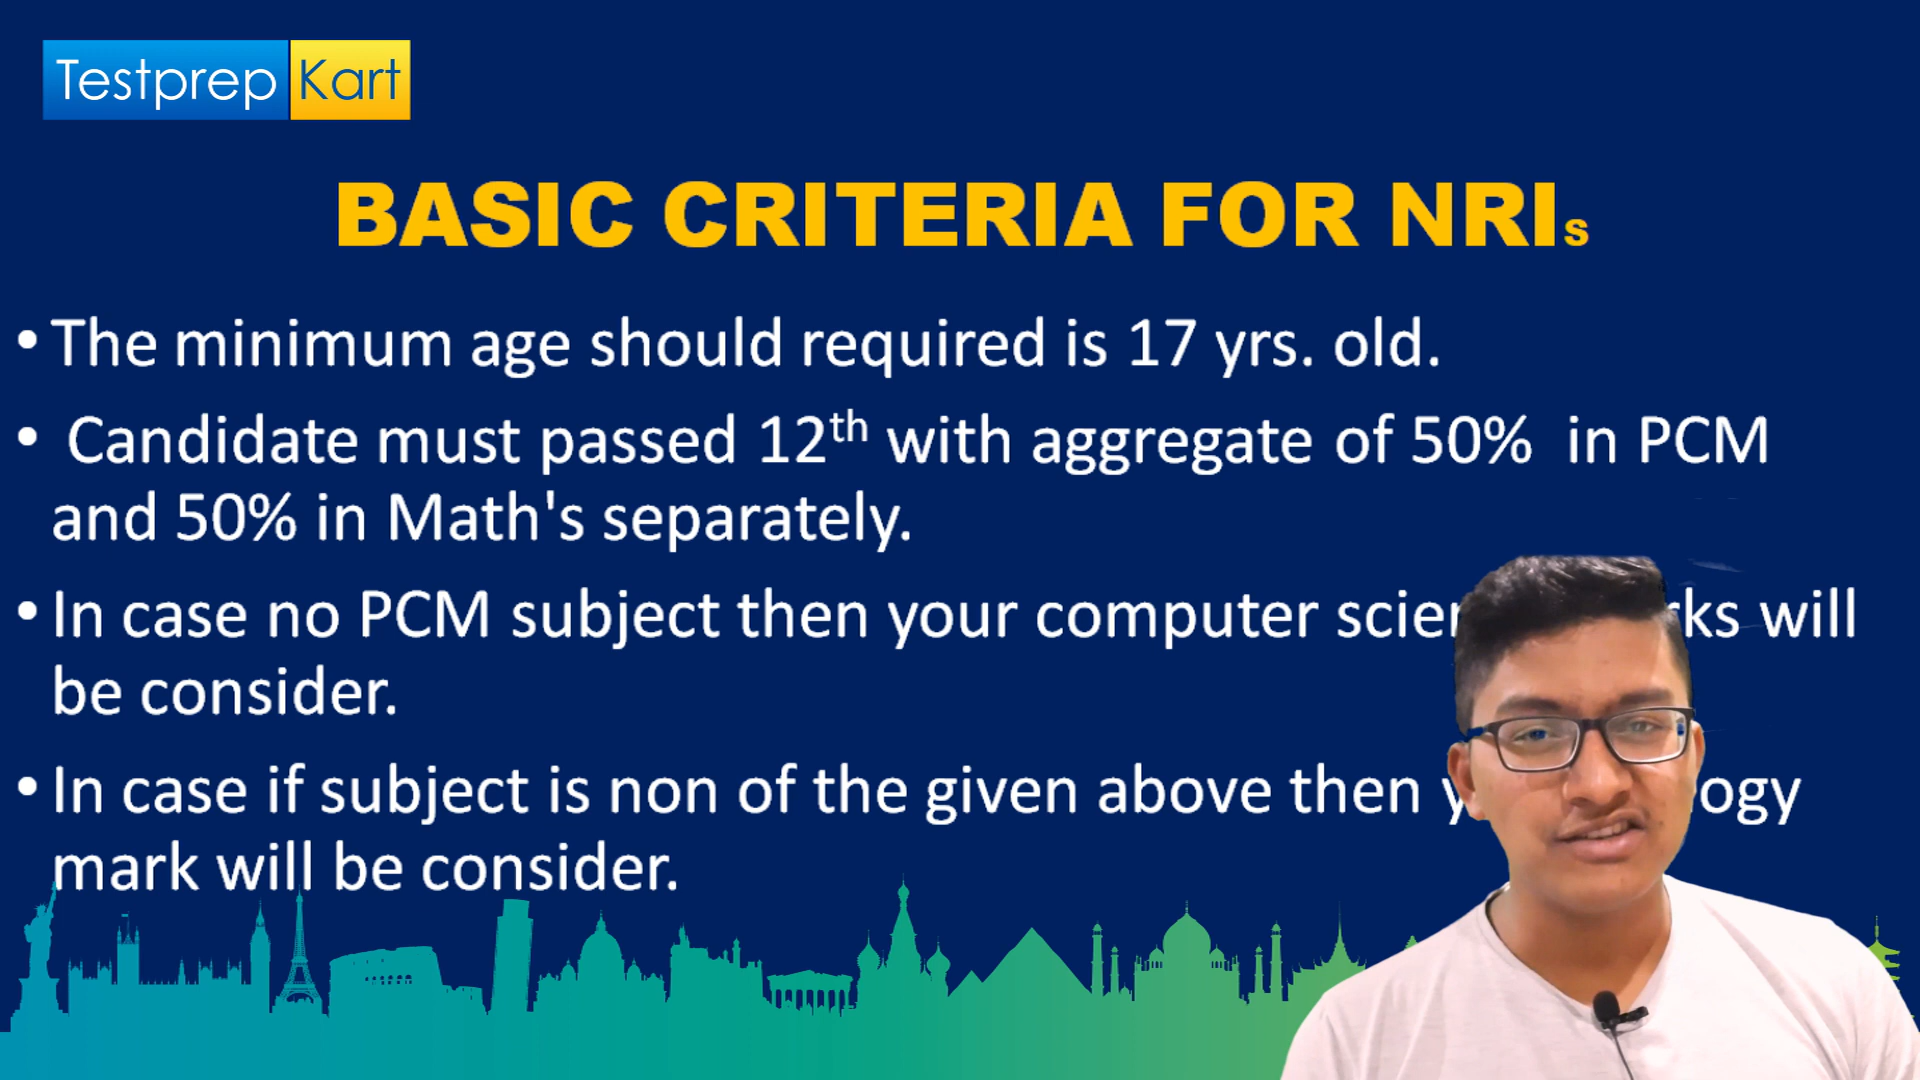 Testprep Kart
BASIC CRITERIA FOR NRIs
• The minimum age should required is 17 yrs. old.
• Candidate must passed 12th with aggregate of 50% in PCM
and 50% in Math's separately.
• In case no PCM subject then your computer will
be consider.
• In case if subject is non of the given above then
mark will be consider.